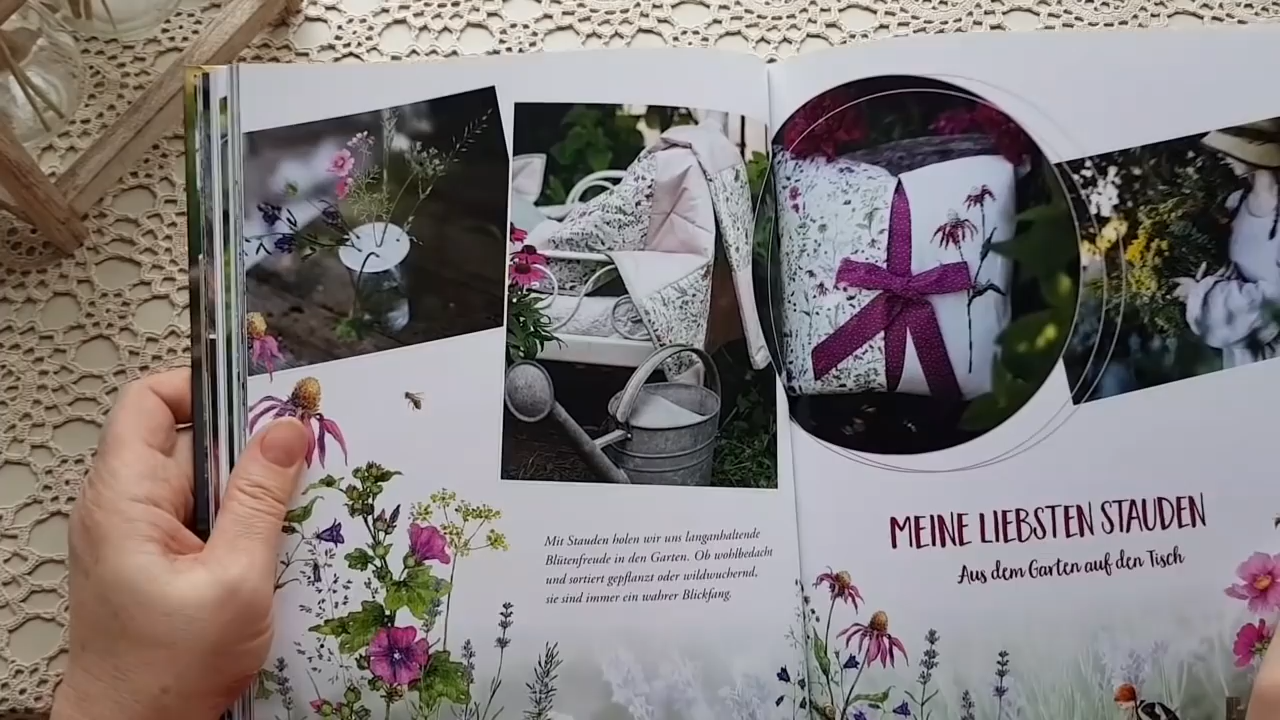 Mit Stauden holen wir uns langanhaltende
Blütenfreude in den Garten. Ob wohlbedacht
und sortiert gepflanzt oder wildwuchernd,
sie sind immer ein wahrer Blickfang.
MEINE LIEBSTEN STAUDEN
Aus dem Garten auf den Tisch